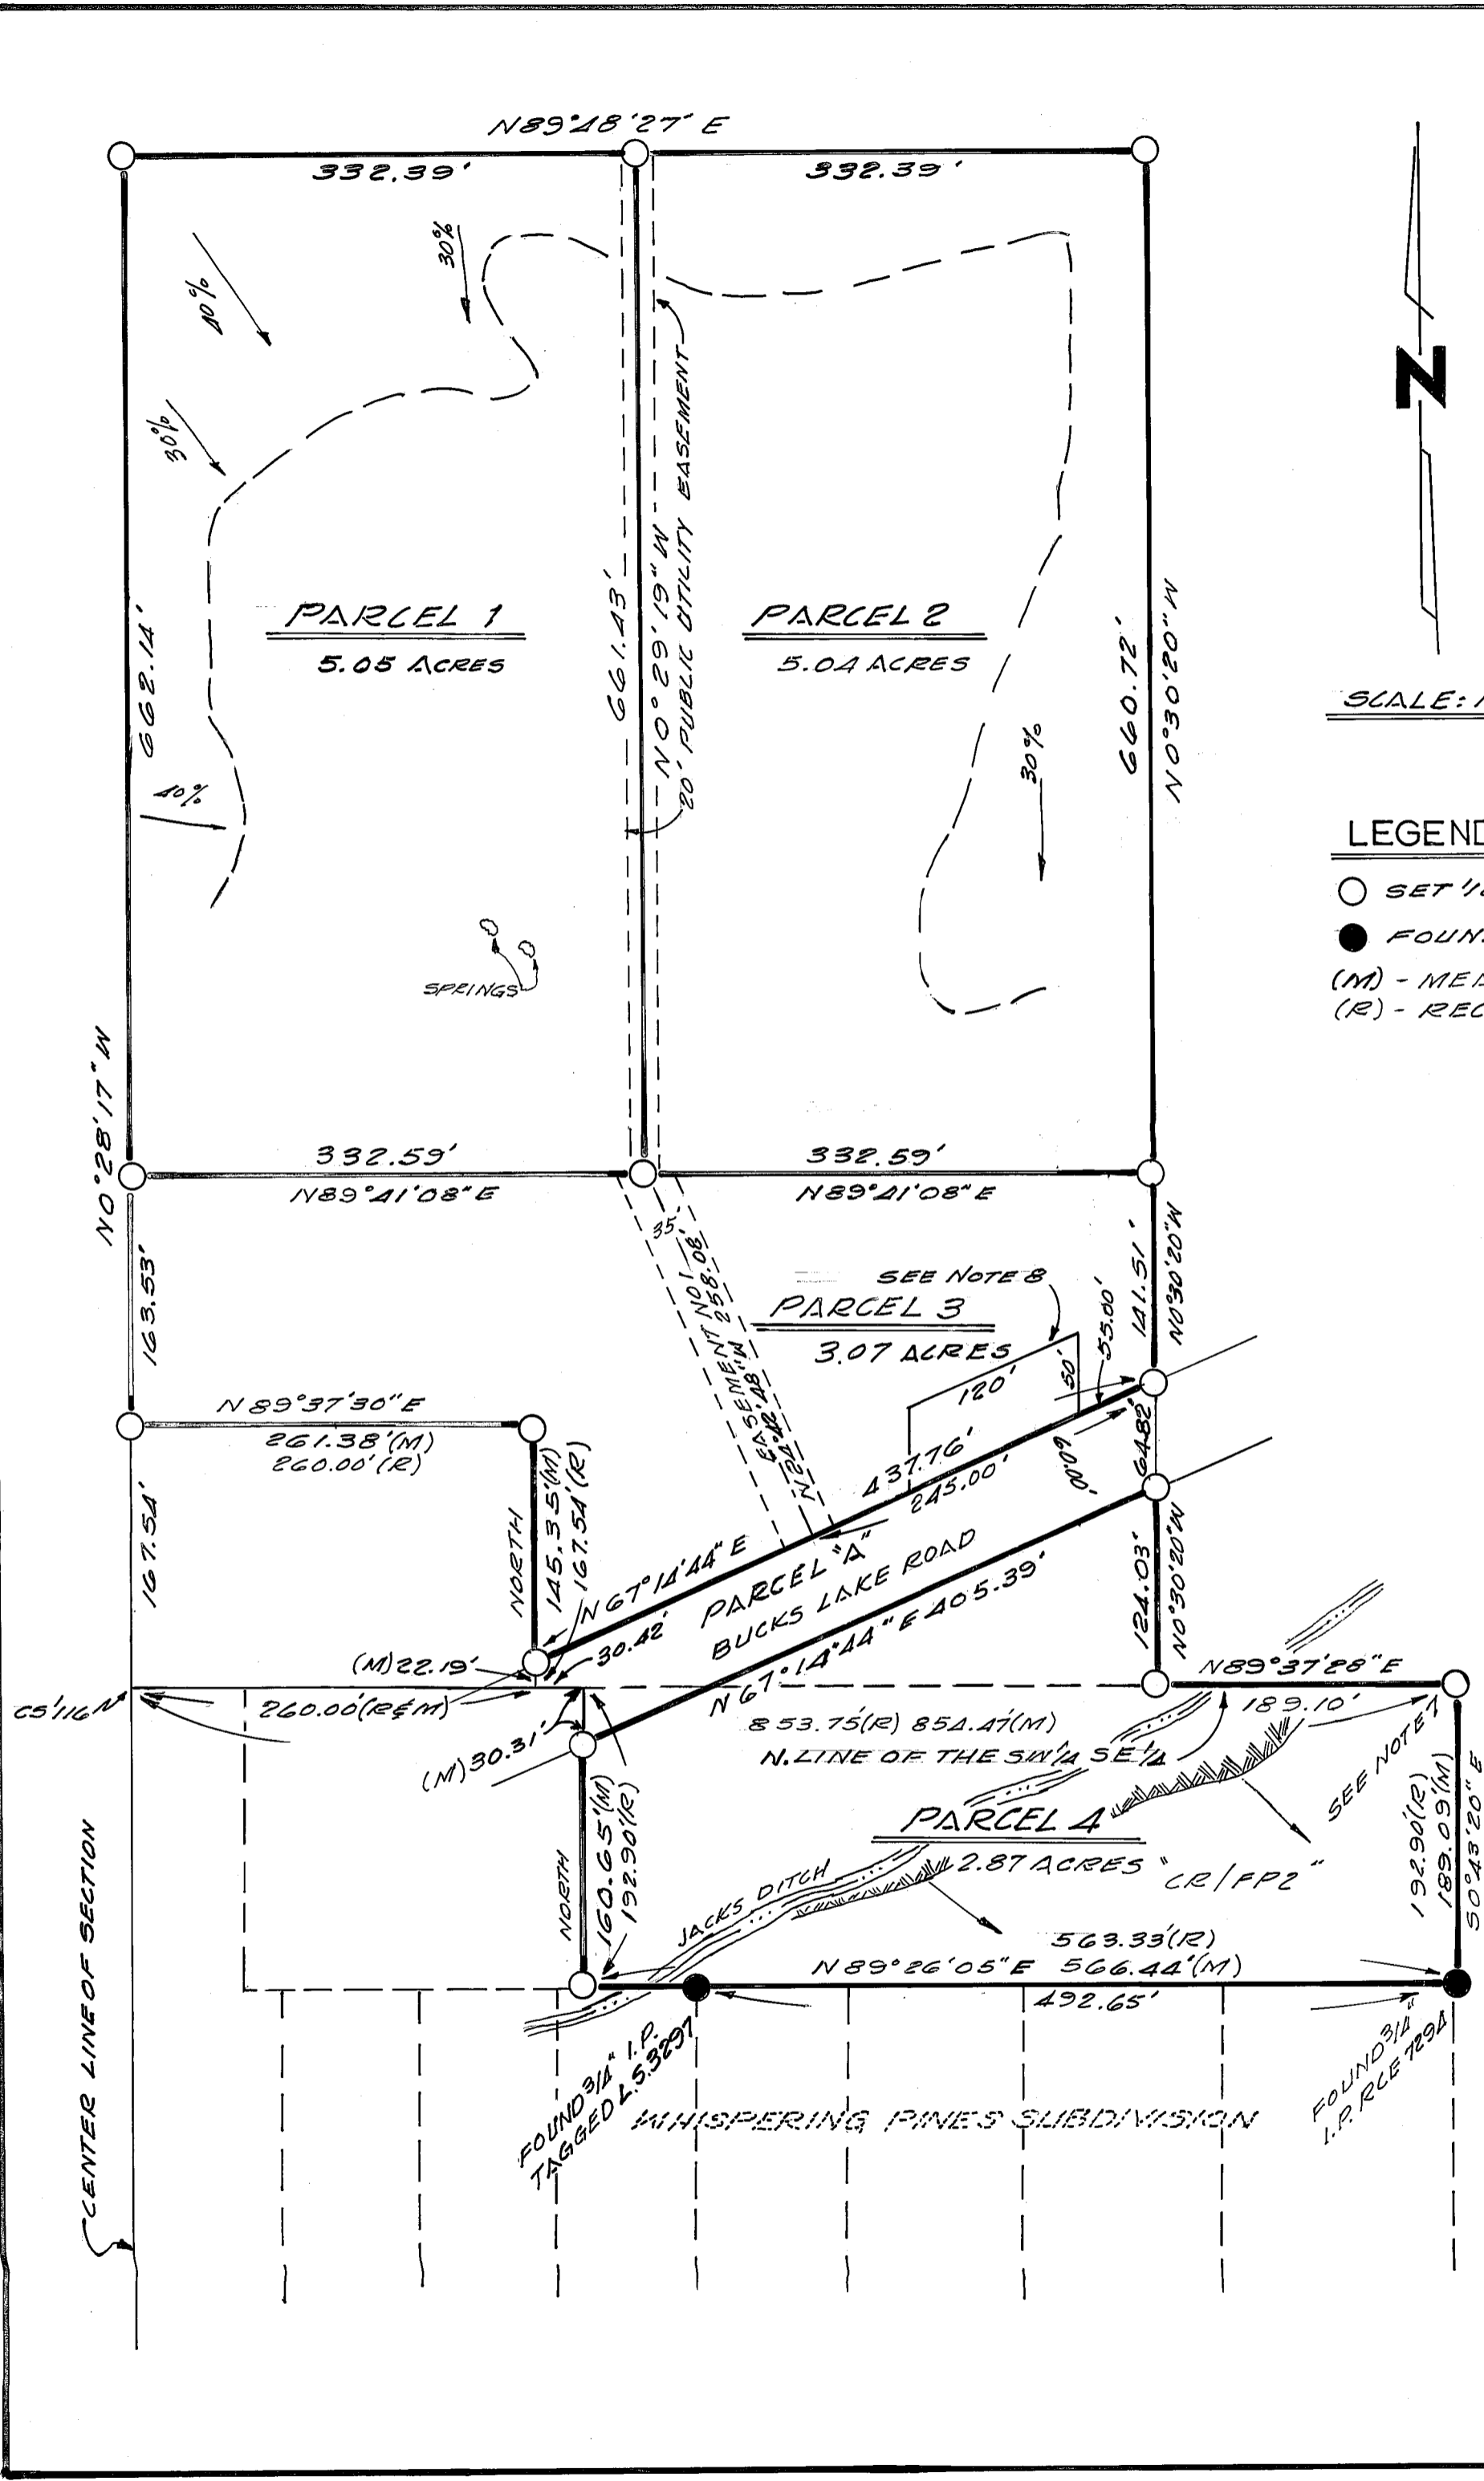 N89°48'27" E
332.39'
332.39'
40%
30%
30%
40%
30%
20' PUBLIC UTILITY EASEMENT
661.43'
N0°29'19" W
662.14'
660.72'
N0°30'20" W
PARCEL 1
5.05 ACRES
PARCEL 2
5.04 ACRES
N
SCALE:
LEGEND
SET
(M) -
(R) -
SPRINGS
N0°28'17" W
332.59'
N89°41'08" E
332.59'
N89°41'08" E
35'
EASEMENT NO 1
N24°42'48" W 258.08'
163.53'
SEE NOTE 8
PARCEL 3
3.07 ACRES
120'
50'
55.00'
141.51'
N0°30'20" W
N 89°37'30" E
261.38'(M)
260.00'(R)
437.76'
245.00'
60.00'
64.82'
167.54'
NORTH
145.35'(M)
167.54'(R)
N 67°14'44" E
30.42'
PARCEL "A"
BUCKS LAKE ROAD
N 67°14'44" E 405.39'
124.03'
N0°30'20" W
(M)22.19'
CS 1/16 N
260.00'(R&M)
(M)30.31'
N89°37'28" E
189.10'
853.75'(R) 854.47'(M)
N. LINE OF THE SW1/4 SE1/4
SEE NOTE 7
PARCEL 4
2.87 ACRES
"CR/FP2"
JACKS DITCH
NORTH
160.65'(M)
192.90'(R)
192.90'(R)
189.09'(M)
S0°43'20" E
563.33'(R)
N 89°26'05" E 566.44'(M)
492.65'
CENTER LINE OF SECTION
FOUND 3/4" I.P.
TAGGED L.S.3297
FOUND 3/4"
I.P. RCE 7294
WHISPERING PINES SUBDIVISION